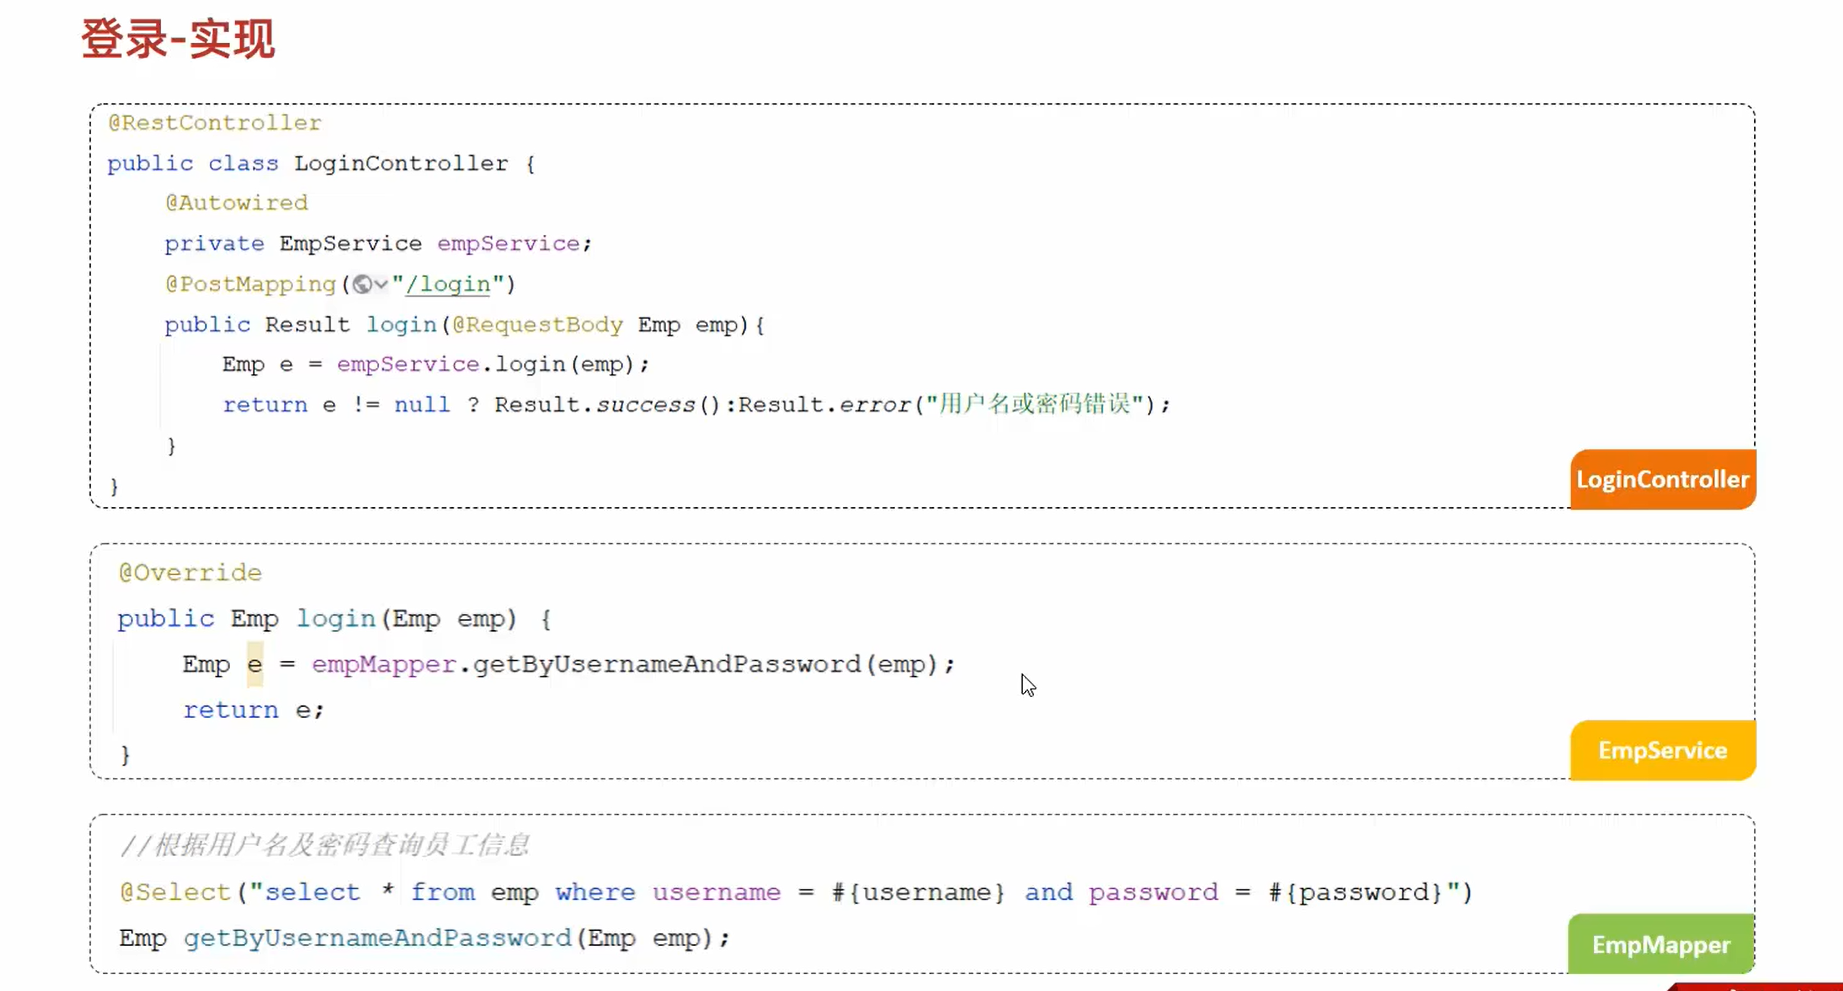 登录-实现
@RestController
public class LoginController {
@Autowired
private EmpService empService;
@PostMapping("/login")
public Result login(@RequestBody Emp emp){
Emp e = empService.login(emp);
return e != null ? Result.success():Result.error("用户名或密码错误");
}
}
LoginController
@Override
public Emp login(Emp emp) {
Emp e = empMapper.getByUsernameAndPassword(emp);
return e;
}
EmpService
//根据用户名及密码查询员工信息
@Select("select * from emp where username = #{username} and password = #{password}")
Emp getByUsernameAndPassword(Emp emp);
EmpMapper